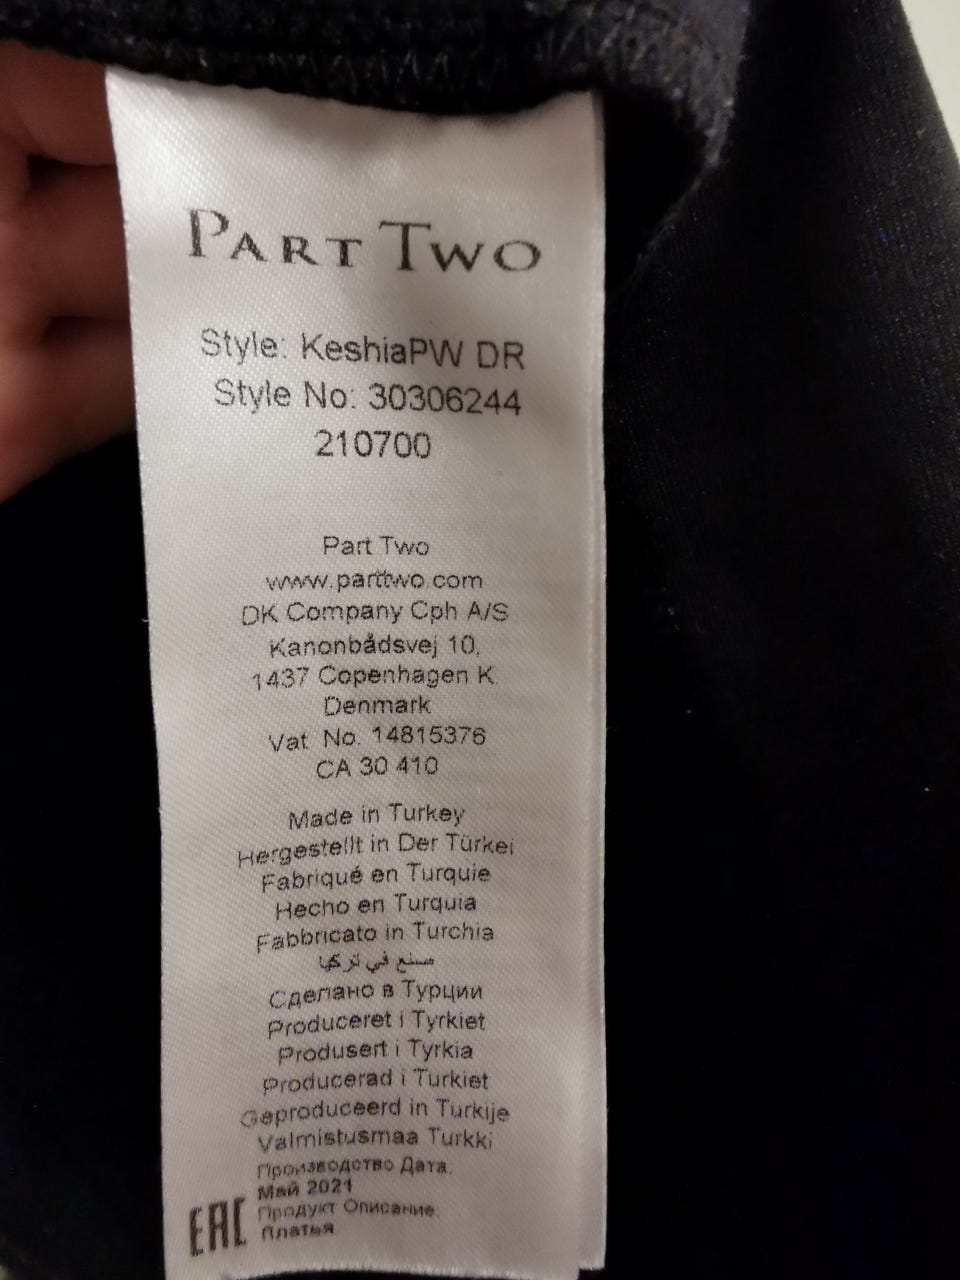 PART TWO
Style: KeshiaPW DR
Style No: 30306244
210700
Part Two
www.parttwo.com
DK Company Cph A/S
Kanonbådsvej 10,
1437 Copenhagen K.
Denmark
Vat. No. 14815376
CA 30 410
Made in Turkey
Hergestellt in Der Türkei
Fabriqué en Turquie
Hecho en Turquia
Fabbricato in Turchia
صنع في تركيا
Сделано в Турции
Produceret i Tyrkiet
Produsert i Tyrkia
Producerad i Turkiet
Geproduceerd in Turkije
Valmistusmaa Turkki
Производство Дата:
Май 2021
Продукт Описание:
Платья
EAC